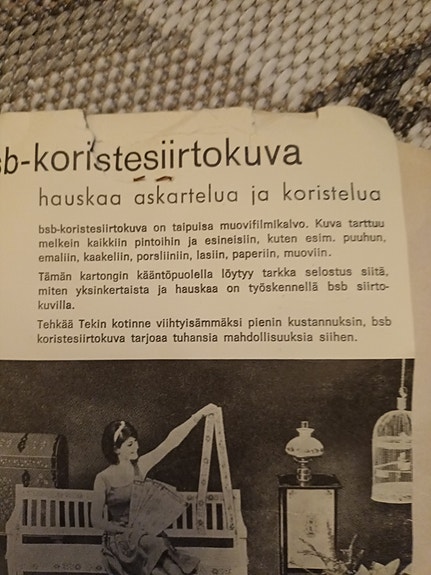 sb-koristesiirtokuva
hauskaa askartelua ja koristelua
bsb-koristesiirtokuva on taipuisa muovifilmikalvo. Kuva tarttuu
melkein kaikkiin pintoihin ja esineisiin, kuten esim. puuhun,
emaliin, kaakeliin, porsliiniin, lasiin, paperiin, muoviin.
Tämän kartongin kääntöpuolella löytyy tarkka selostus siitä,
miten yksinkertaista ja hauskaa on työskennellä bsb siirto-
kuvilla.
Tehkää Tekin kotinne viihtyisämmäksi pienin kustannuksin, bsb
koristesiirtokuva tarjoaa tuhansia mahdollisuuksia siihen.